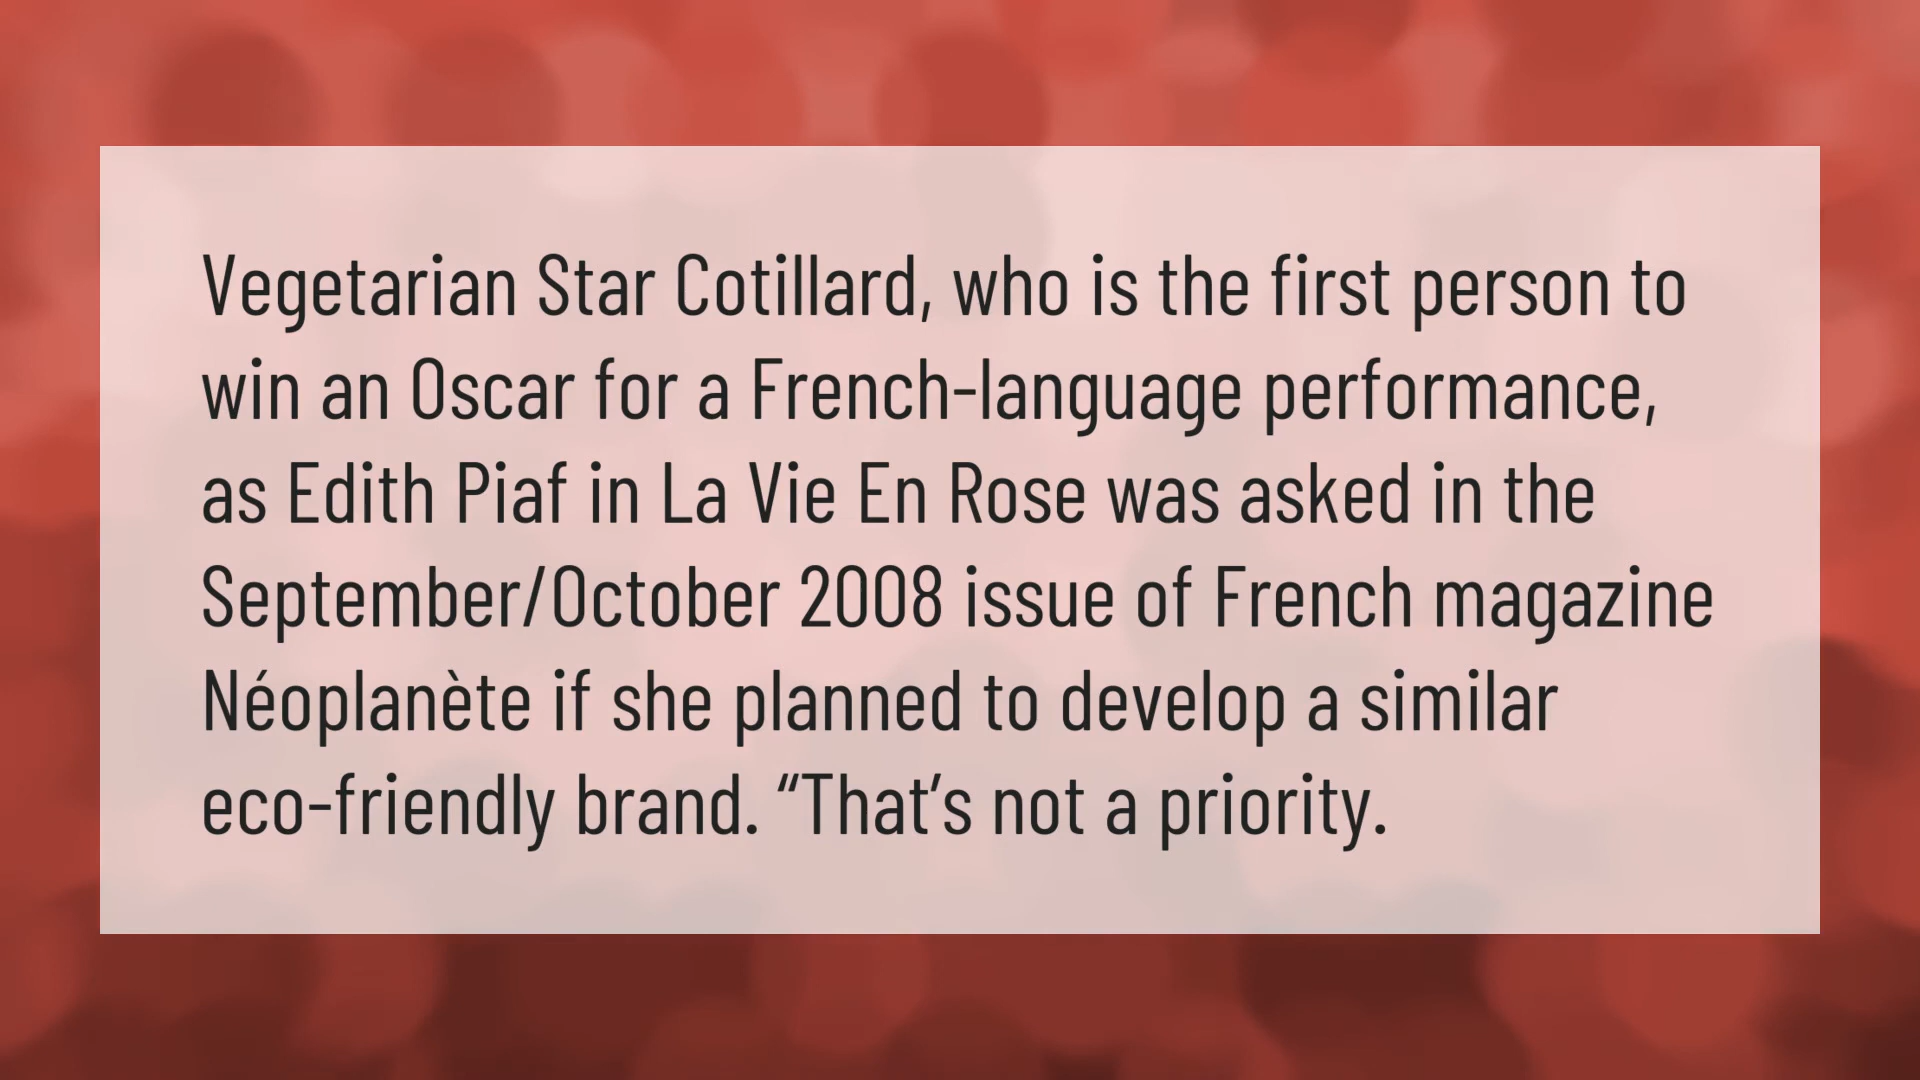 Vegetarian Star Cotillard, who is the first person to
win an Oscar for a French-language performance,
as Edith Piaf in La Vie En Rose was asked in the
September/October 2008 issue of French magazine
Néoplanète if she planned to develop a similar
eco-friendly brand. “That’s not a priority.